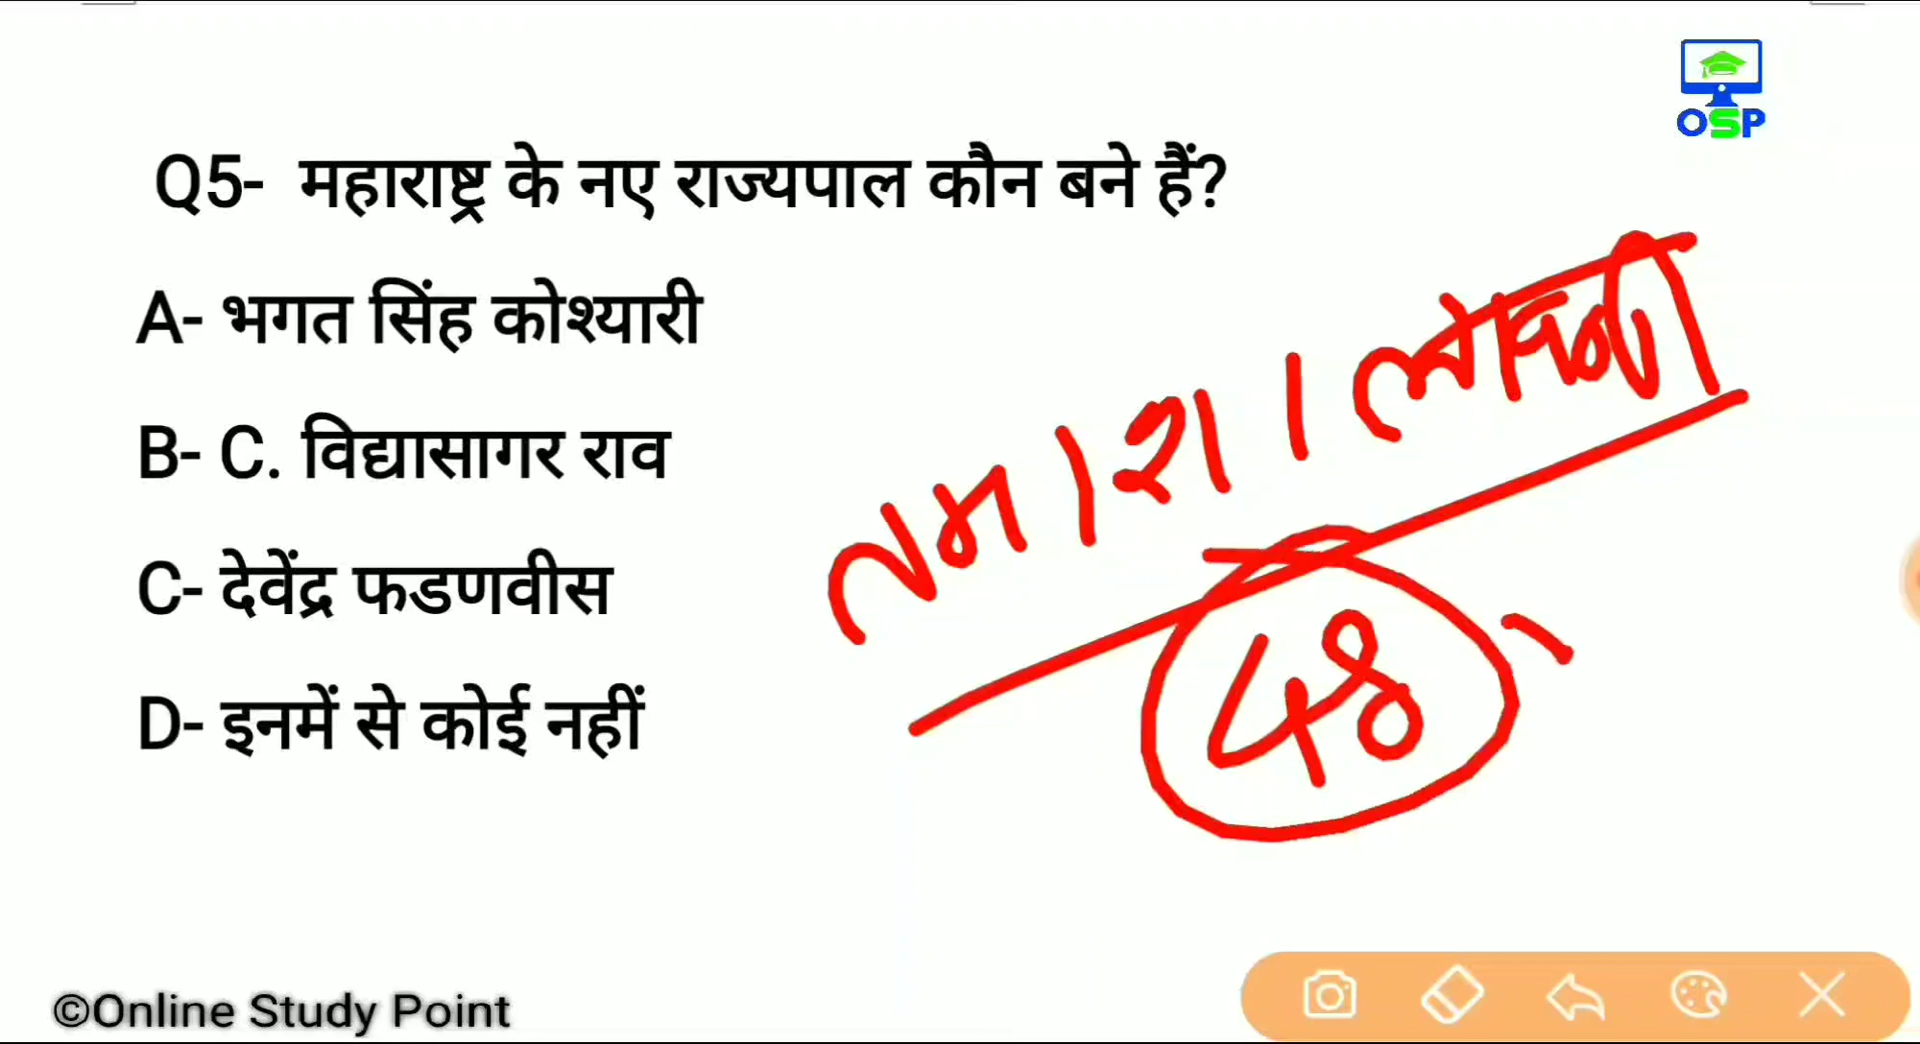 OSP
Q5- महाराष्ट्र के नए राज्यपाल कौन बने हैं?
A- भगत सिंह कोश्यारी
B- C. विद्यासागर राव
C- देवेंद्र फडणवीस
D- इनमें से कोई नहीं
48
©Online Study Point